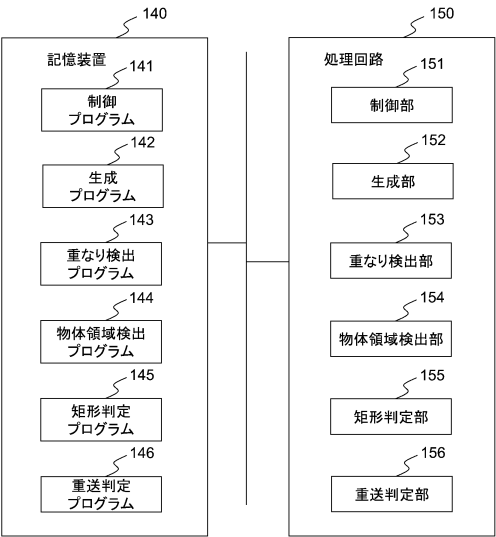 140
記憶装置
141
制御
プログラム
142
生成
プログラム
143
重なり検出
プログラム
144
物体領域検出
プログラム
145
矩形判定
プログラム
146
重送判定
プログラム
150
処理回路
151
制御部
152
生成部
153
重なり検出部
154
物体領域検出部
155
矩形判定部
156
重送判定部